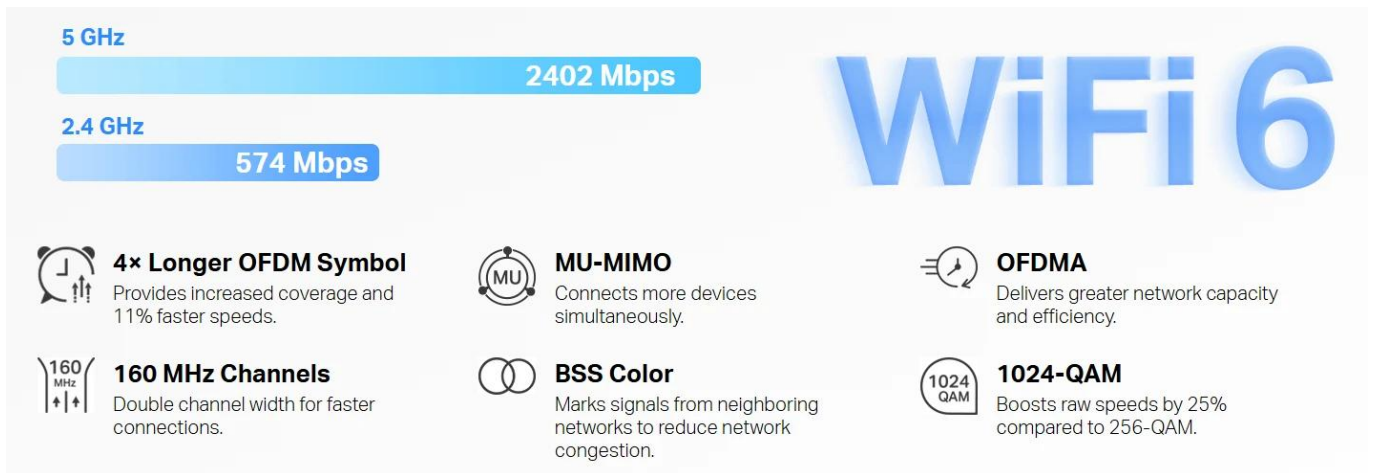 5 GHz
2402 Mbps
2.4 GHz
574 Mbps
WiFi 6
4× Longer OFDM Symbol
Provides increased coverage and
11% faster speeds.
MU
MU-MIMO
Connects more devices
simultaneously.
OFDMA
Delivers greater network capacity
and efficiency.
160
MHz
160 MHz Channels
Double channel width for faster
connections.
BSS Color
Marks signals from neighboring
networks to reduce network
congestion.
1024
QAM
1024-QAM
Boosts raw speeds by 25%
compared to 256-QAM.